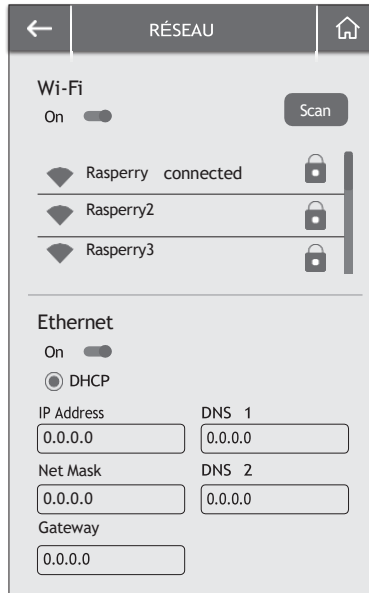 RÉSEAU
Wi-Fi
On
Scan
Rasperry connected
Rasperry2
Rasperry3
Ethernet
On
DHCP
IP Address DNS 1
0.0.0.0 0.0.0.0
Net Mask DNS 2
0.0.0.0 0.0.0.0
Gateway
0.0.0.0